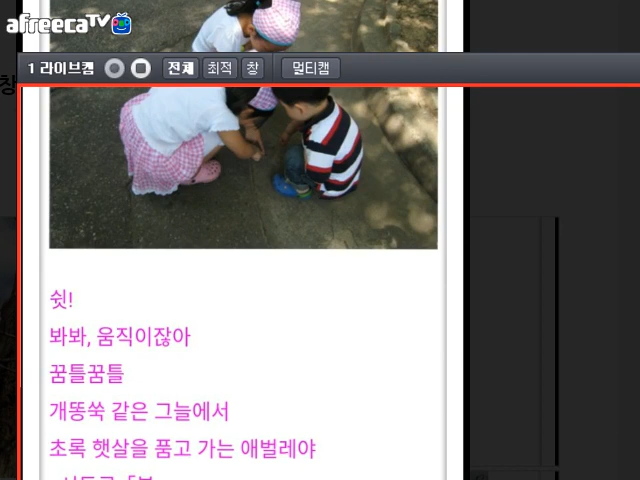 afreecaTV
1 라이브캠 전체 최적 창 멀티캠
창
쉿!
봐봐, 움직이잖아
꿈틀꿈틀
개똥쑥 같은 그늘에서
초록 햇살을 품고 가는 애벌레야